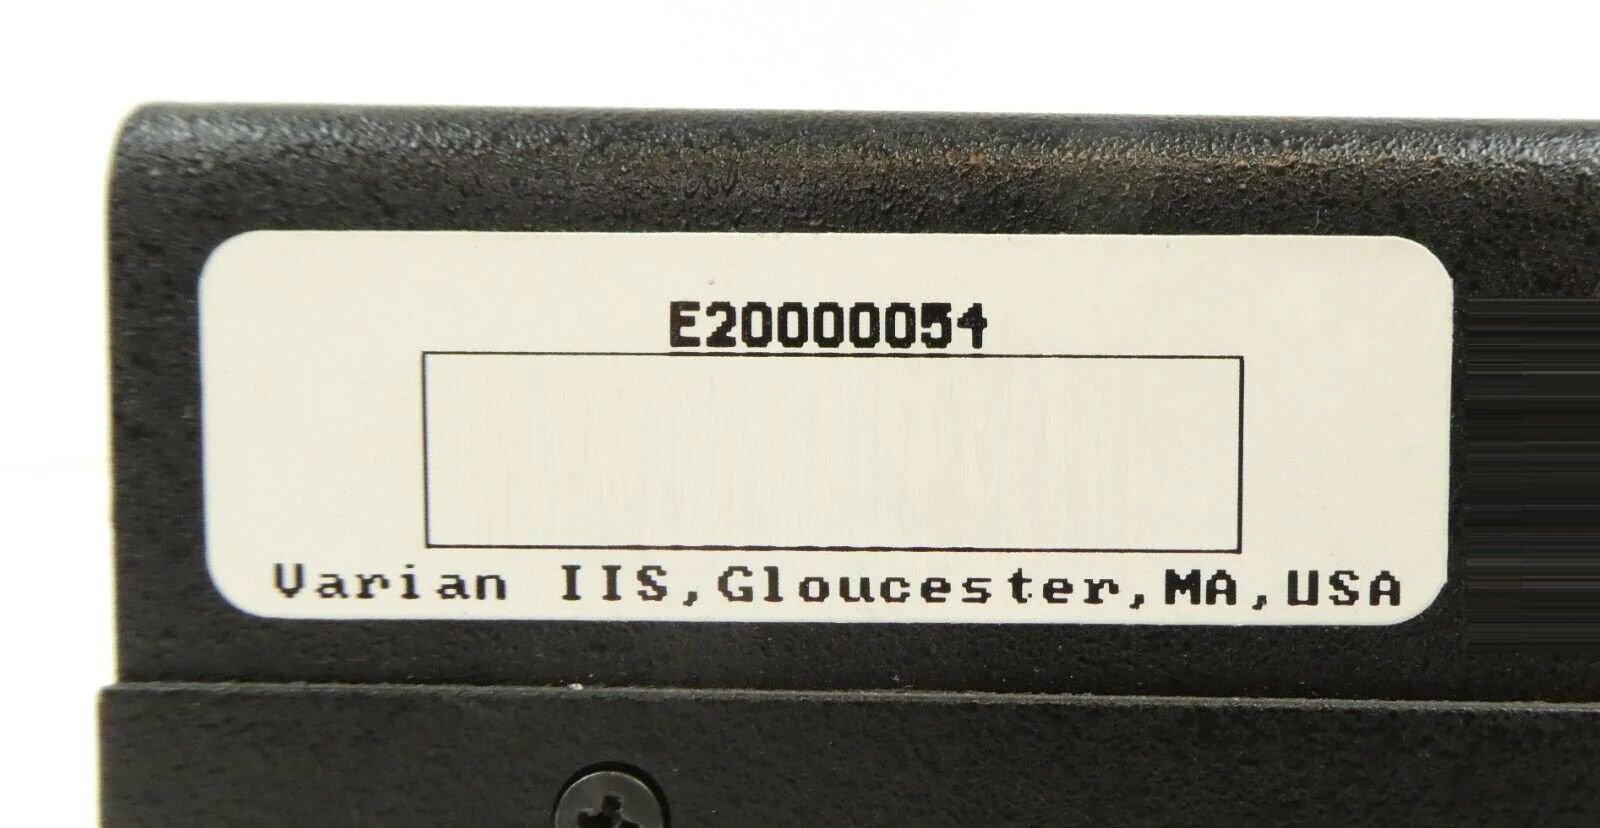 E20000054
Varian IIS,Gloucester,MA,USA